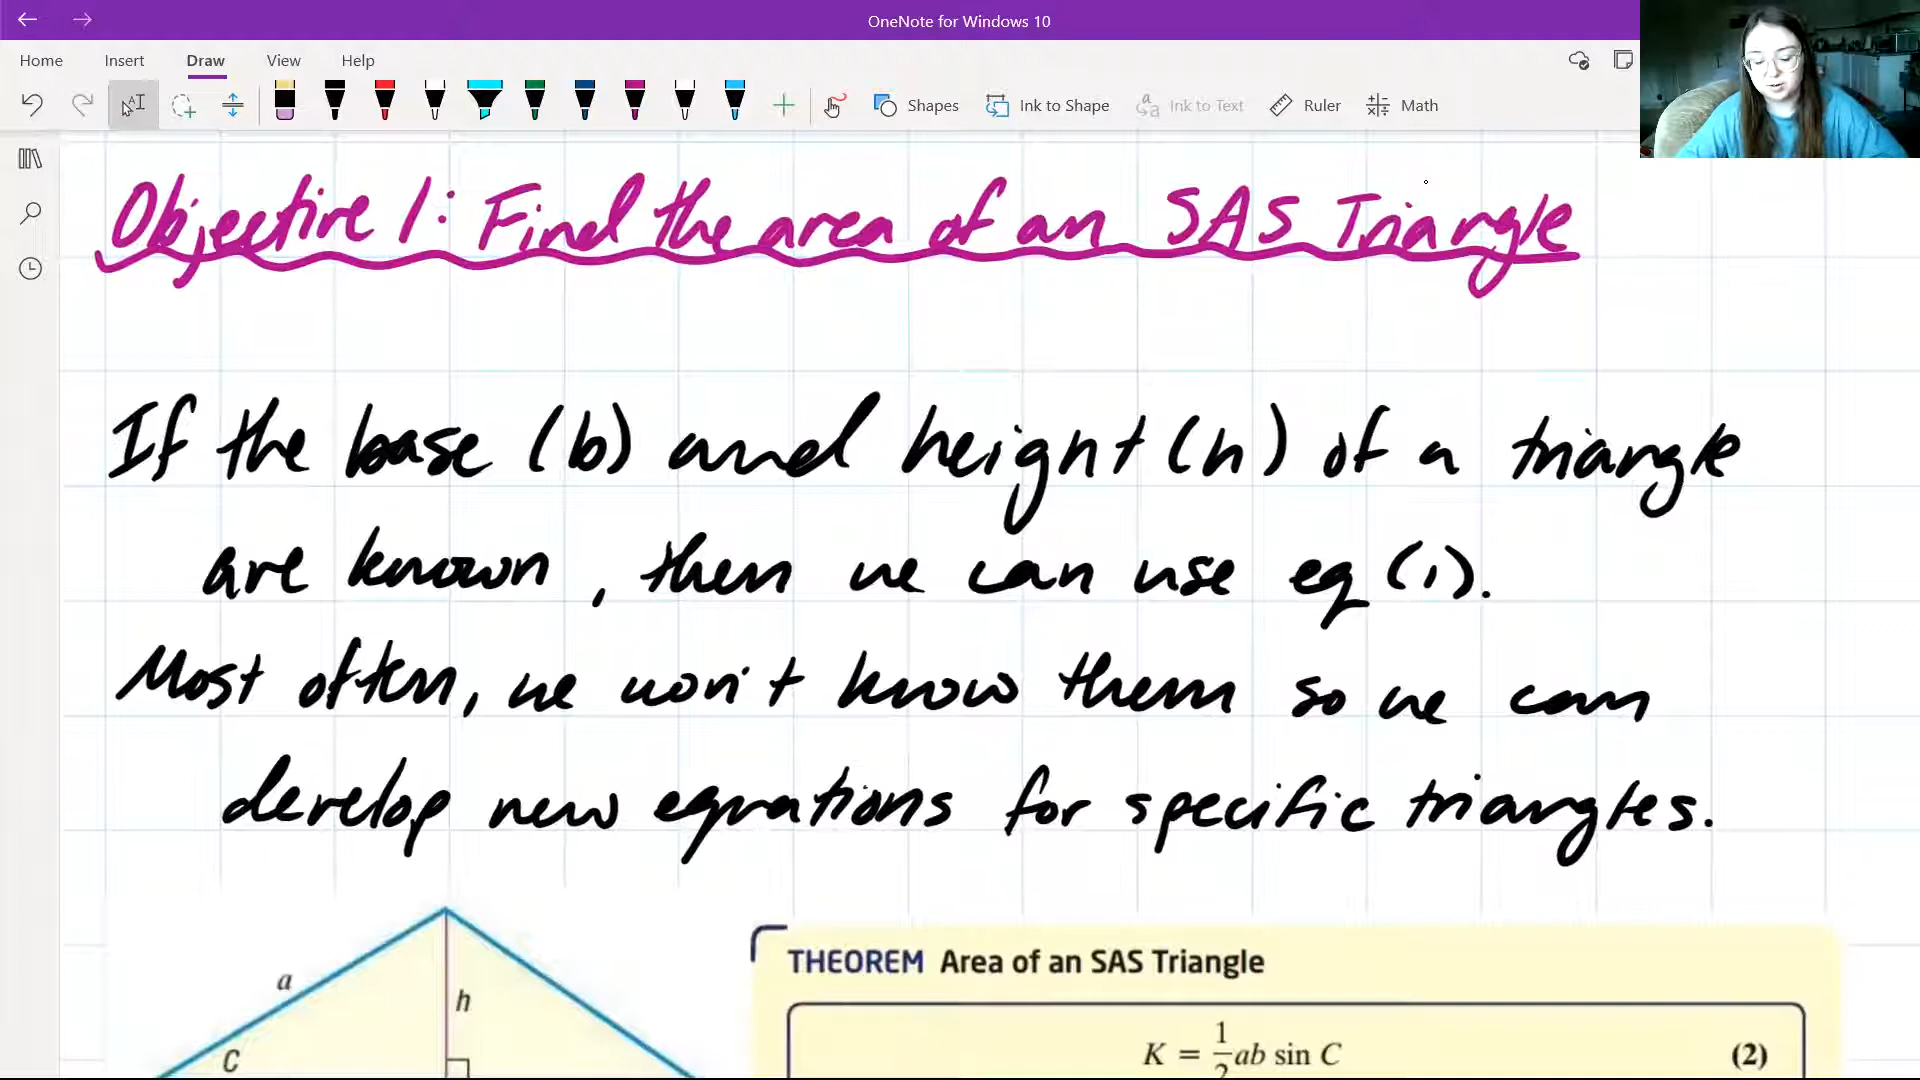 OneNote for Windows 10
Home Insert Draw View Help
Shapes Ink to Shape Ink to Text Ruler Math
Objective 1: Find the area of an SAS Triangle
If the base (b) and height (h) of a triangle
are known, then we can use eq (1).
Most often, we won't know them so we can
develop new equations for specific triangles.
a
h
C
THEOREM Area of an SAS Triangle
K = 1/2 ab sin C (2)